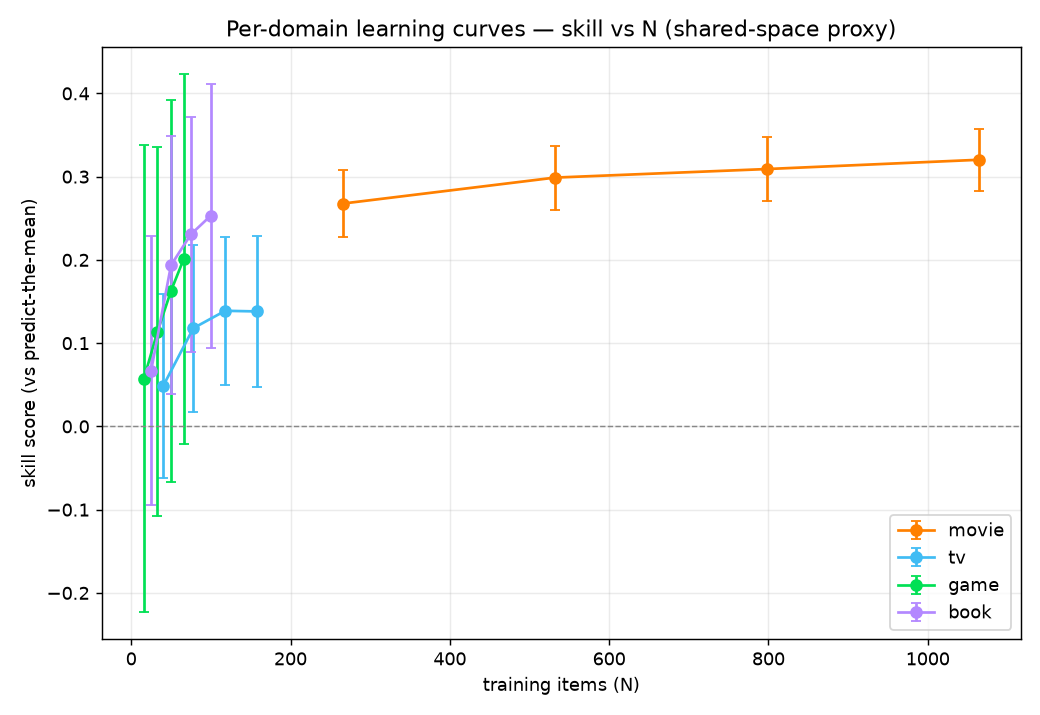 Per-domain learning curves — skill vs N (shared-space proxy)
skill score (vs predict-the-mean)
0.4
0.3
0.2
0.1
0.0
−0.1
−0.2
0 200 400 600 800 1000
training items (N)
movie
tv
game
book